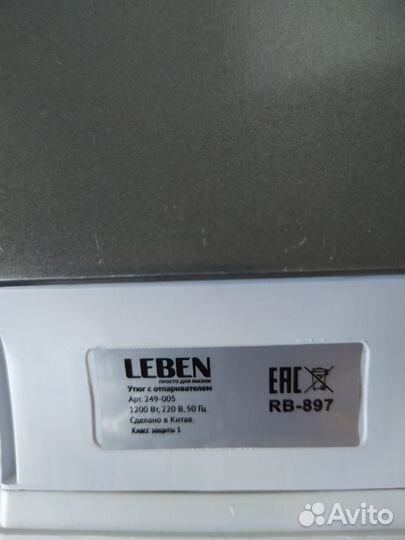 LEBEN
просто для жизни
Утюг с отпаривателем
Арт. 249-005
1200 Вт, 220 В, 50 Гц
Сделано в Китае.
Класс защиты 1
EAC
RB-897
Avito